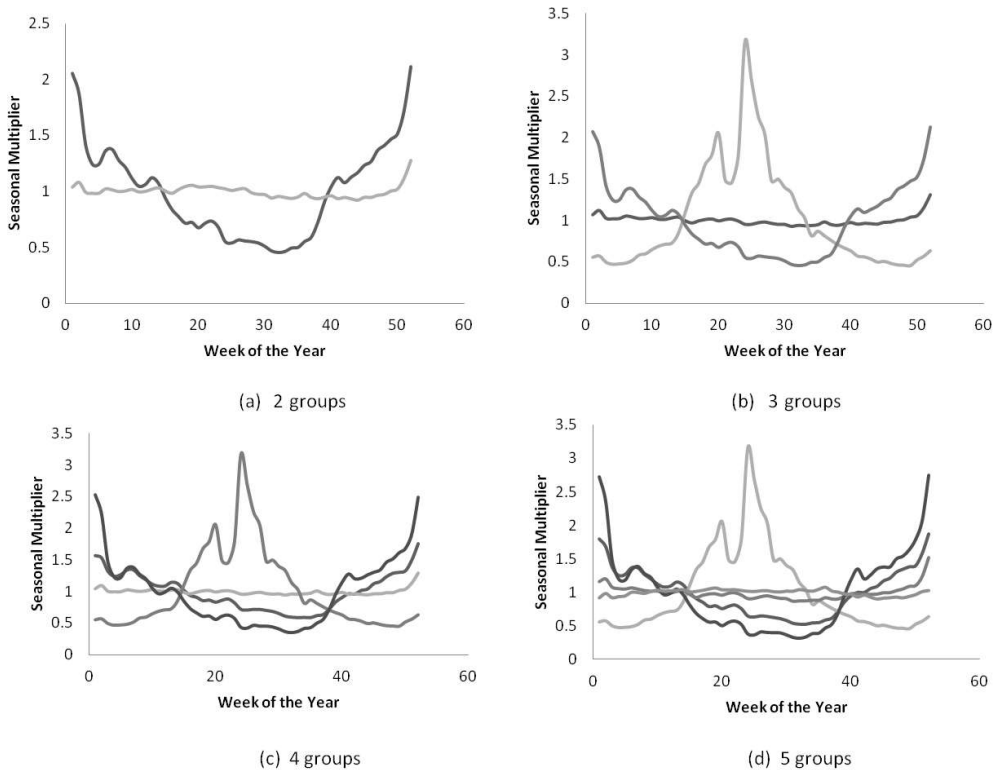 2.5
2
1.5
1
0.5
0
Seasonal Multiplier
0 10 20 30 40 50 60
Week of the Year
(a) 2 groups
3.5
3
2.5
2
1.5
1
0.5
0
Seasonal Multiplier
0 10 20 30 40 50 60
Week of the Year
(b) 3 groups
3.5
3
2.5
2
1.5
1
0.5
0
Seasonal Multiplier
0 20 40 60
Week of the Year
(c) 4 groups
3.5
3
2.5
2
1.5
1
0.5
0
Seasonal Multiplier
0 20 40 60
Week of the Year
(d) 5 groups